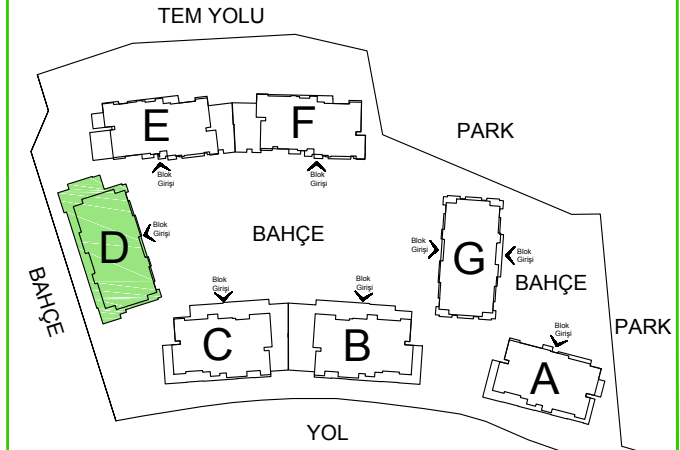 TEM YOLU
E
F
PARK
Blok
Girişi
Blok
Girişi
D
Blok
Girişi
BAHÇE
Blok
Girişi
G
Blok
Girişi
BAHÇE
BAHÇE
Blok
Girişi
Blok
Girişi
C
B
Blok
Girişi
PARK
A
YOL